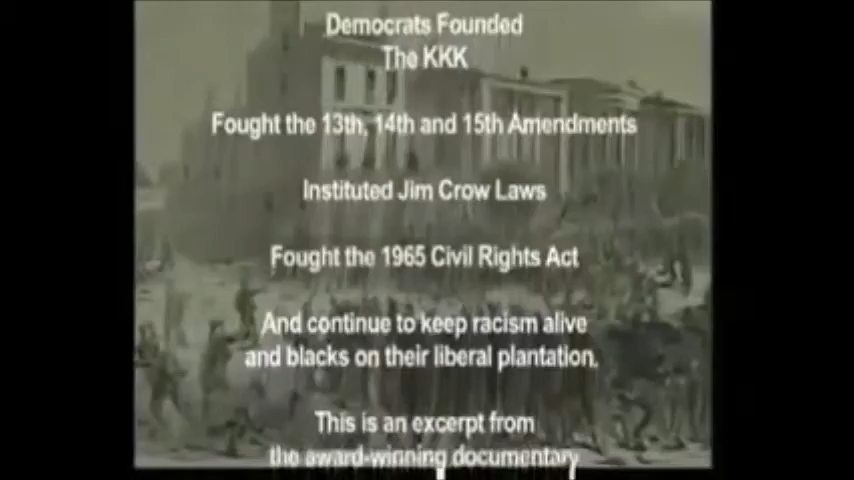 Democrats Founded
The KKK
Fought the 13th, 14th and 15th Amendments
Instituted Jim Crow Laws
Fought the 1965 Civil Rights Act
And continue to keep racism alive
and blacks on their liberal plantation.
This is an excerpt from
the award-winning documentary